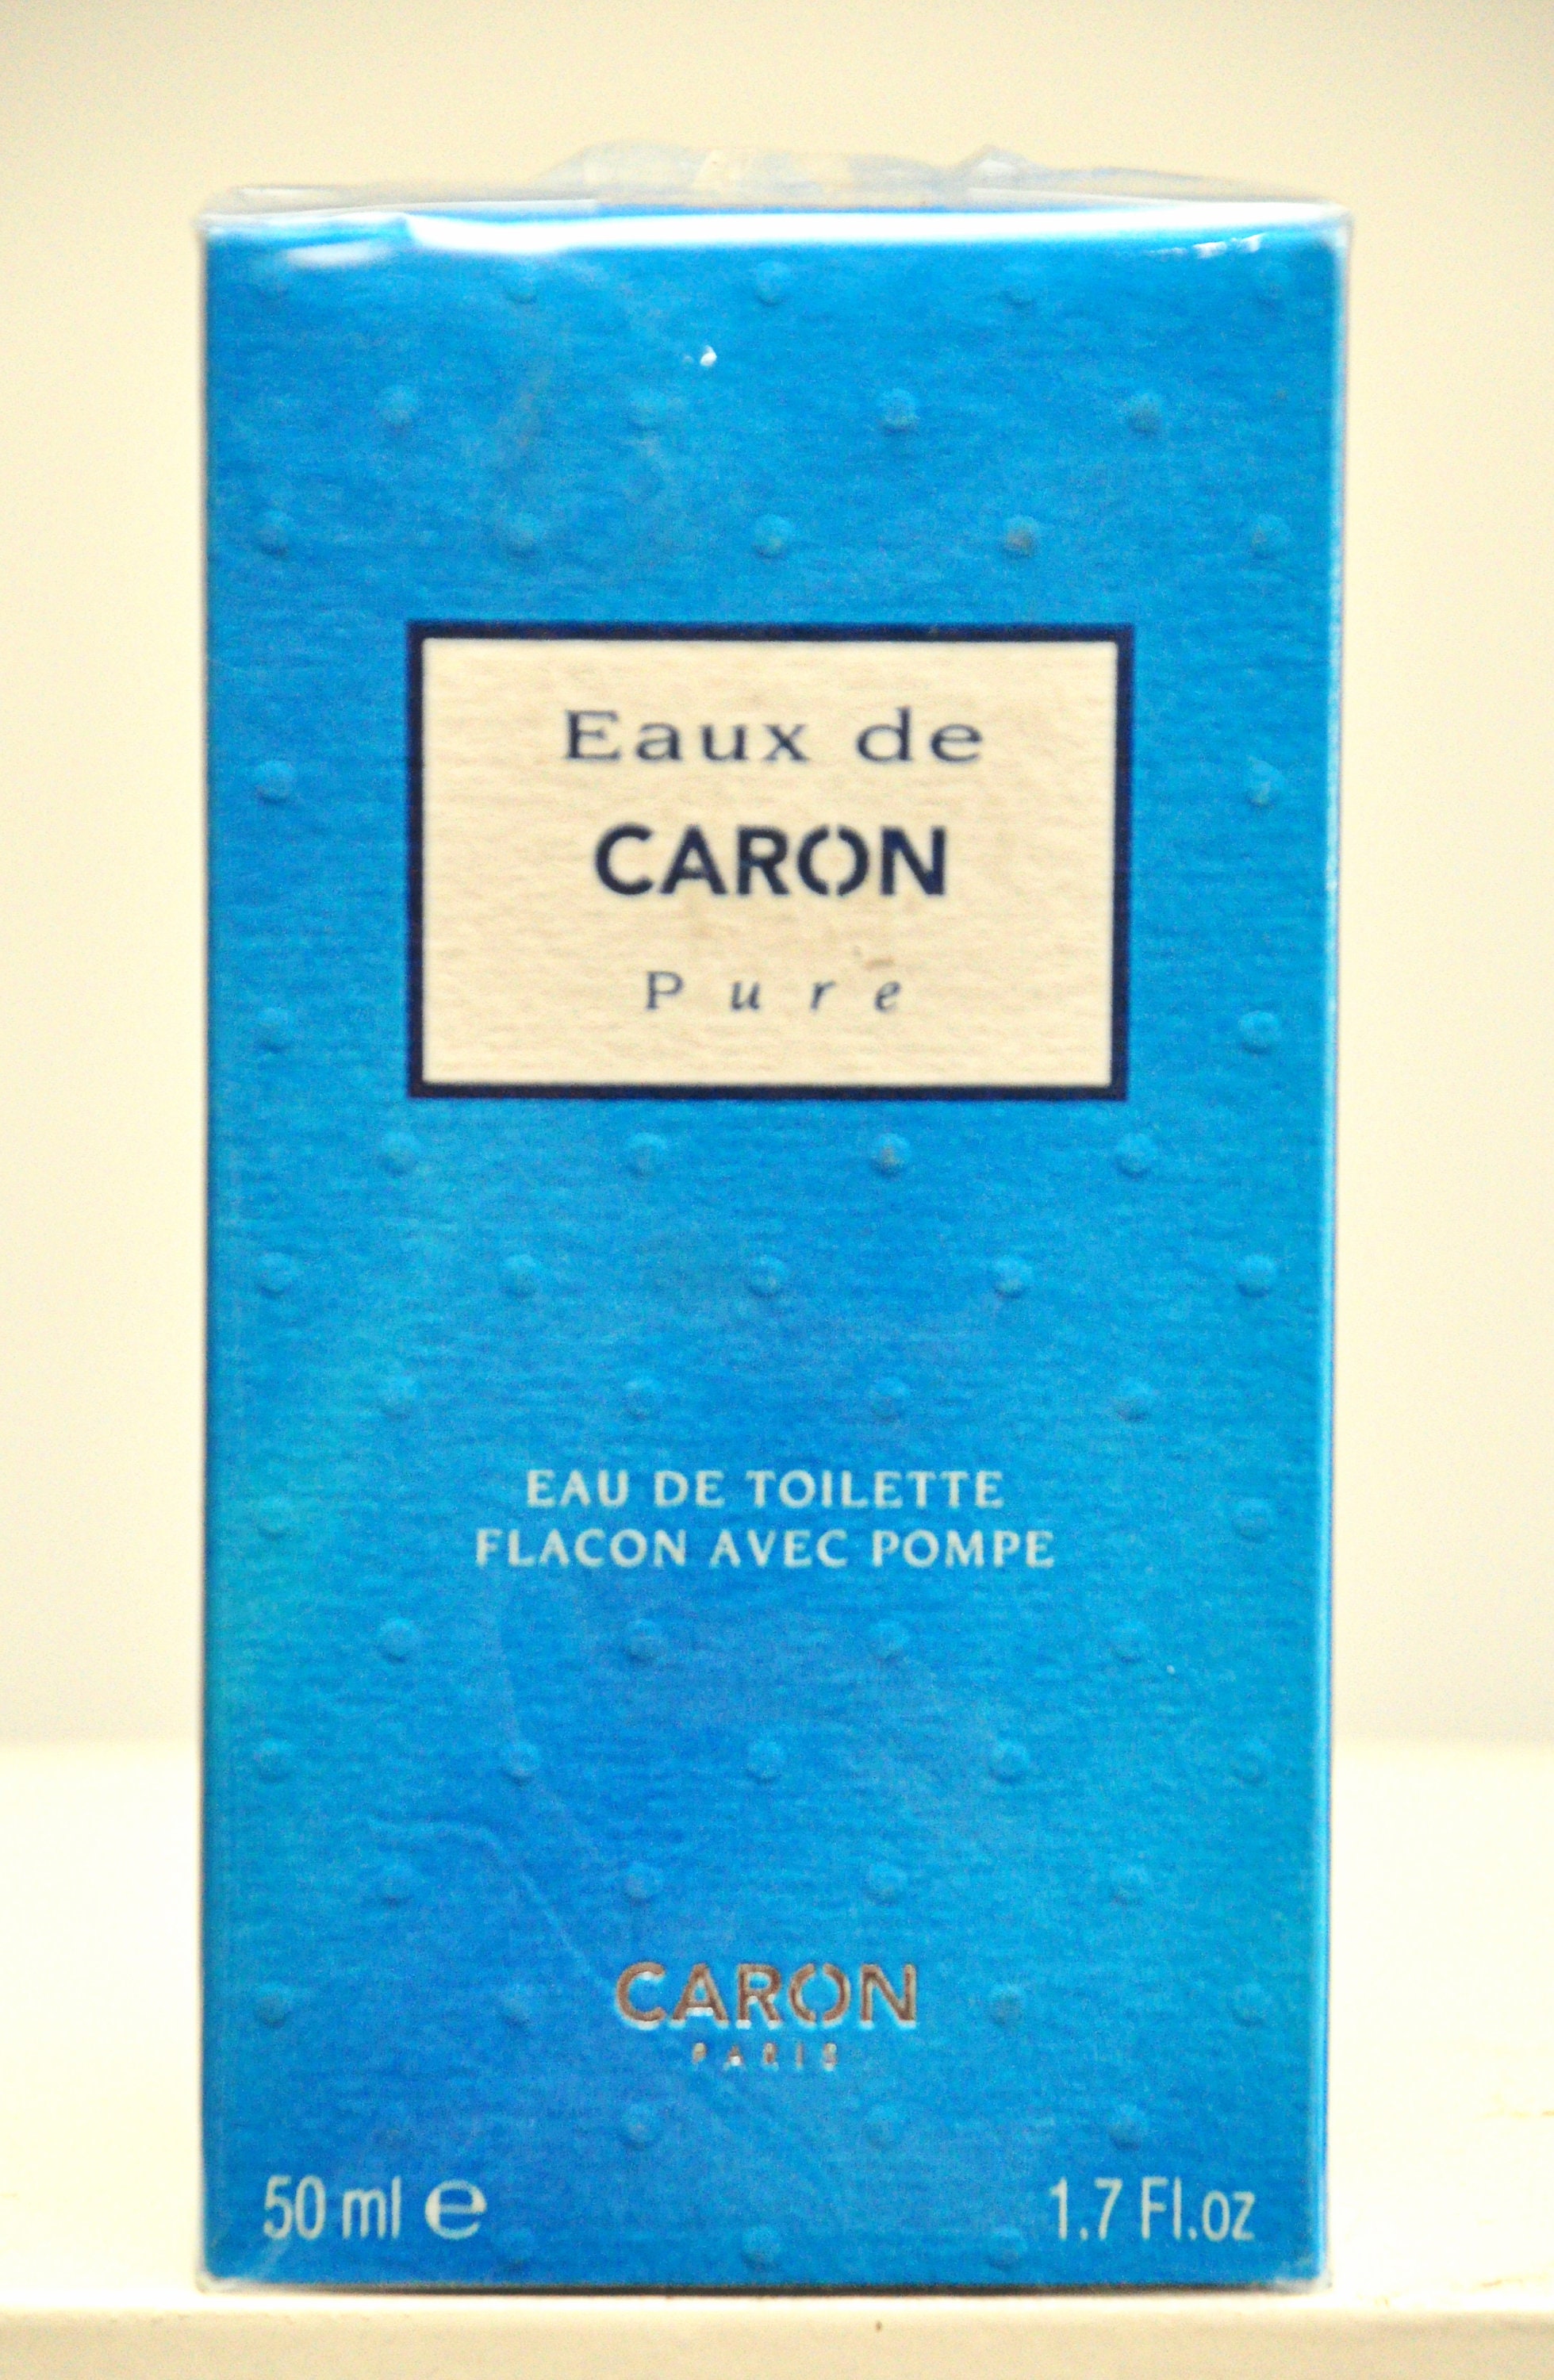 Eaux de
CARON
Pure
EAU DE TOILETTE
FLACON AVEC POMPE
CARON
PARIS
50 ml e
1.7 Fl.oz